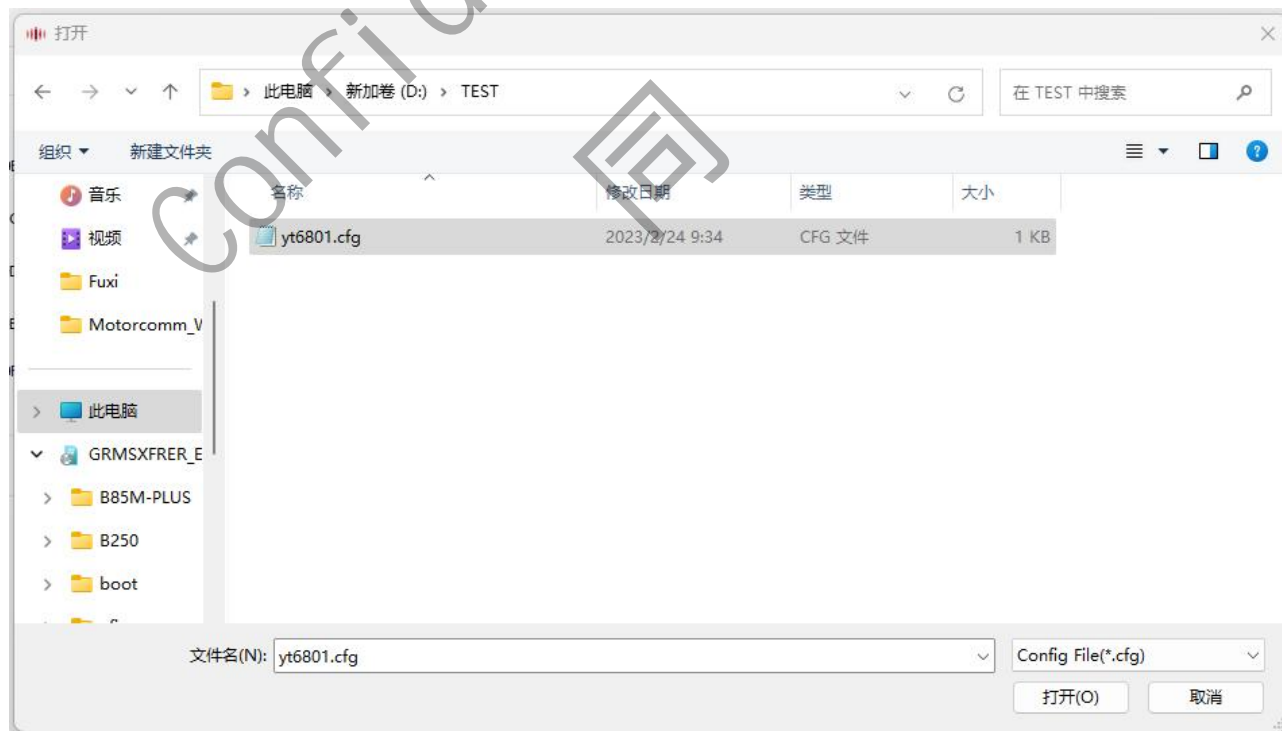 打开
此电脑 新加卷 (D:) TEST
在 TEST 中搜索
组织 新建文件夹
名称 修改日期 类型 大小
音乐
yt6801.cfg 2023/2/24 9:34 CFG 文件 1 KB
视频
Fuxi
Motorcomm_W
此电脑
GRMSXFRER_E
B85M-PLUS
B250
boot
文件名(N): yt6801.cfg Config File(*.cfg)
打开(O) 取消
Confid
司